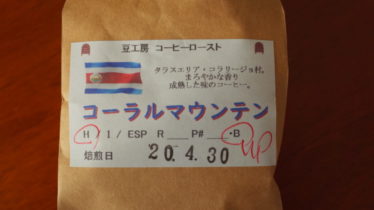 豆工房 コーヒーロースト
タラスエリア・コラリージョ村。
まろやかな香り
成熟した味のコーヒー。
コーラルマウンテン
H / 1 / ESP R___ P#___・B
UP
焙煎日 20.4.30